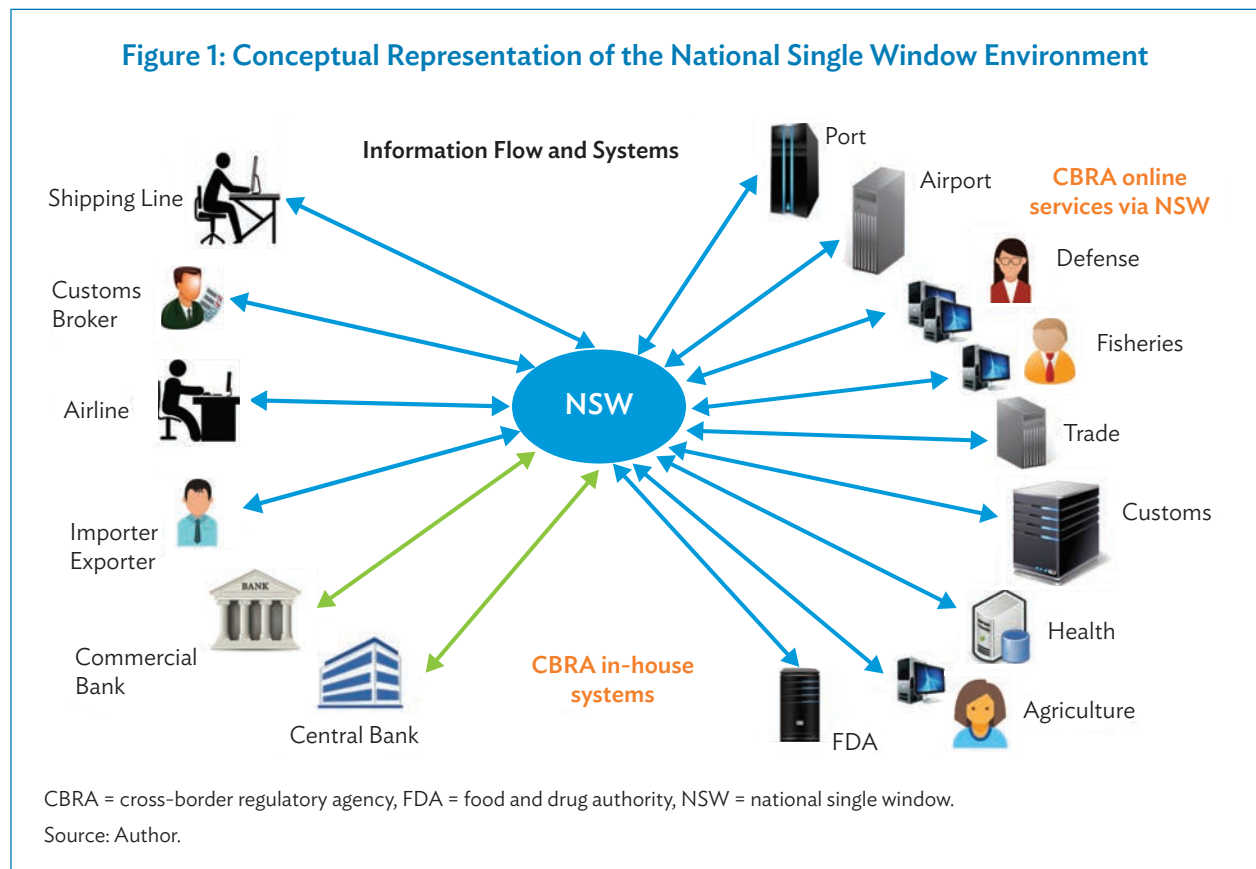 Figure 1: Conceptual Representation of the National Single Window Environment
Information Flow and Systems
Port
Airport
CBRA online
services via NSW
Shipping Line
Defense
Customs
Broker
Fisheries
Airline
NSW
Trade
Importer
Exporter
Customs
BANK
Health
Commercial
Bank
CBRA in-house
systems
Agriculture
Central Bank
FDA
CBRA = cross-border regulatory agency, FDA = food and drug authority, NSW = national single window.
Source: Author.